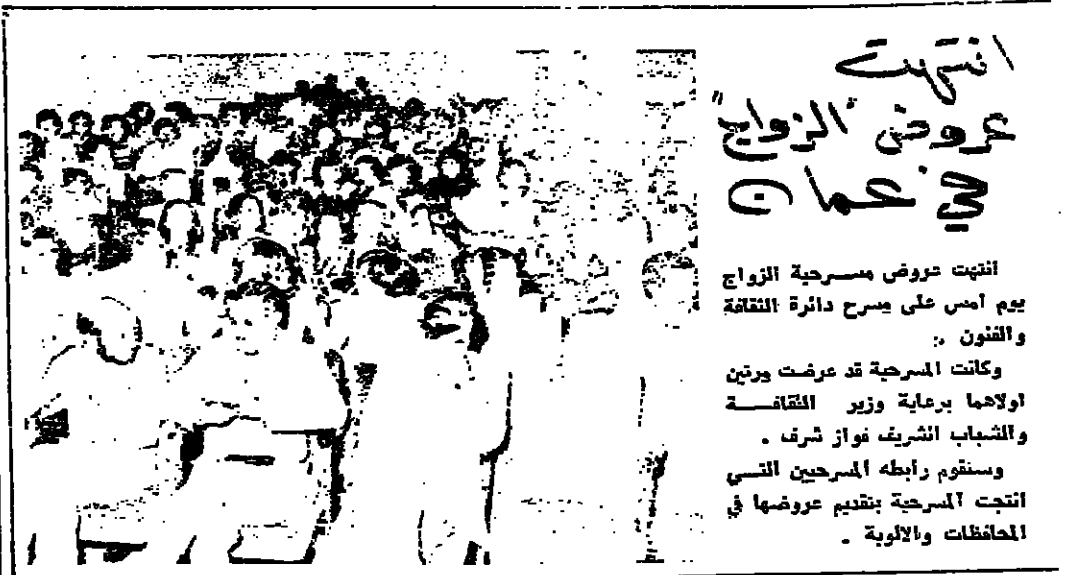 انتهت
عروض "الزواج"
في عمان
انتهت عروض مسرحية الزواج
يوم امس على مسرح دائرة الثقافة
والفنون .
وكانت المسرحية قد عرضت مرتين
اولاهما برعاية وزير الثقافة
والشباب الشريف فواز شرف .
وستقوم رابطه المسرحيين التي
انتجت المسرحية بتقديم عروضها في
المحافظات والالوية .